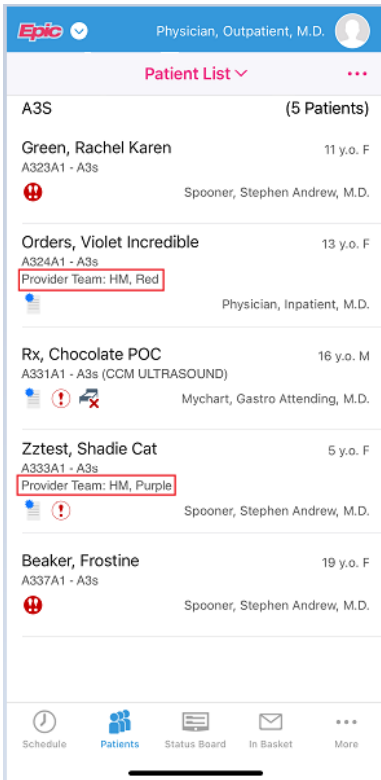 Epic
Physician, Outpatient, M.D.
Patient List
A3S (5 Patients)
Green, Rachel Karen 11 y.o. F
A323A1 - A3s
Spooner, Stephen Andrew, M.D.
Orders, Violet Incredible 13 y.o. F
A324A1 - A3s
Provider Team: HM, Red
Physician, Inpatient, M.D.
Rx, Chocolate POC 16 y.o. M
A331A1 - A3s (CCM ULTRASOUND)
Mychart, Gastro Attending, M.D.
Zztest, Shadie Cat 5 y.o. F
A333A1 - A3s
Provider Team: HM, Purple
Spooner, Stephen Andrew, M.D.
Beaker, Frostine 19 y.o. F
A337A1 - A3s
Spooner, Stephen Andrew, M.D.
Schedule Patients Status Board In Basket More